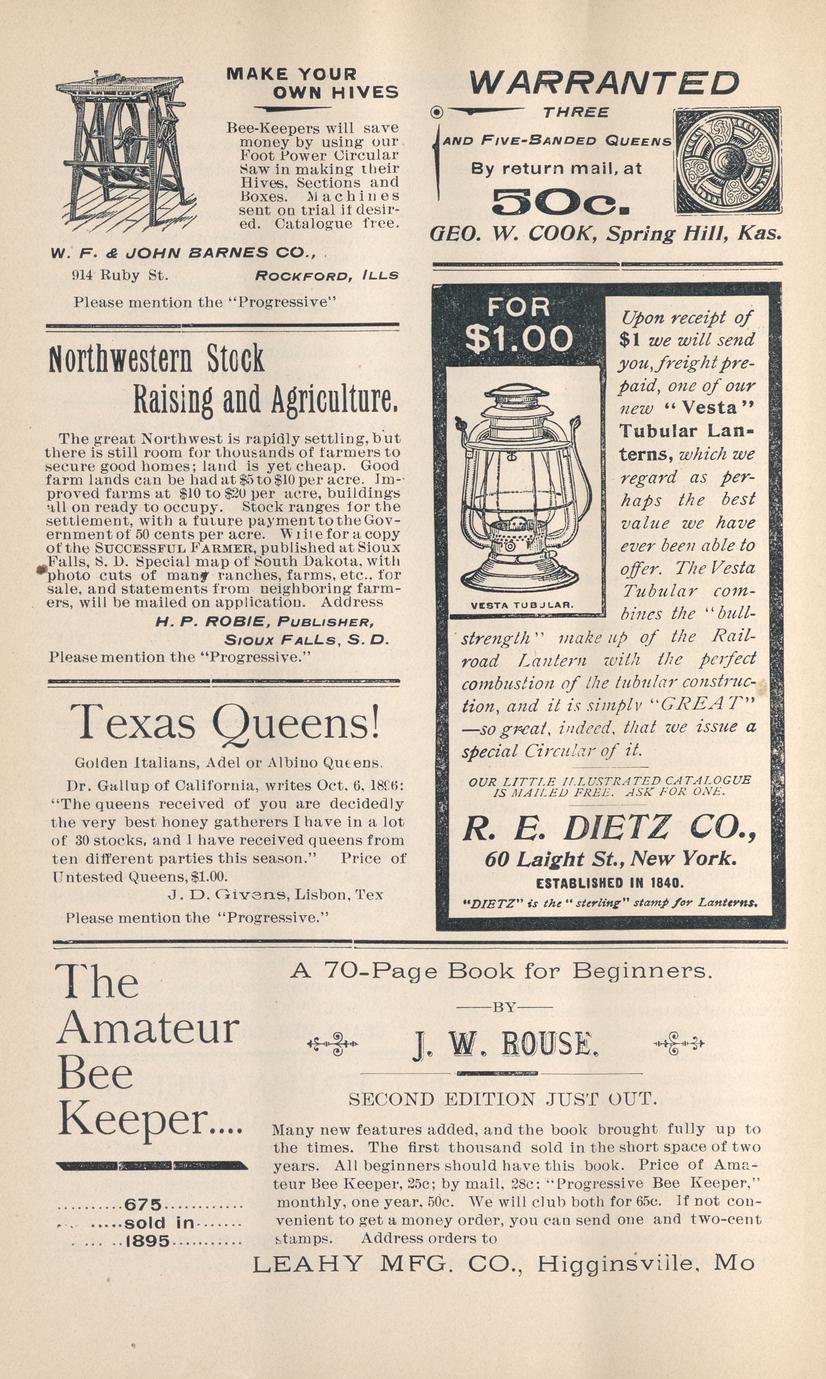 MAKE YOUR
OWN HIVES
Bee-Keepers will save
money by using our
Foot Power Circular
Saw in making their
Hives, Sections and
Boxes. Machines
sent on trial if desir-
ed. Catalogue free.
W. F. & JOHN BARNES CO.,
914 Ruby St. ROCKFORD, ILLS
Please mention the "Progressive"
Northwestern Stock
Raising and Agriculture.
The great Northwest is rapidly settling, but
there is still room for thousands of farmers to
secure good homes; land is yet cheap. Good
farm lands can be had at $5 to $10 per acre. Im-
proved farms at $10 to $20 per acre, buildings
all on ready to occupy. Stock ranges for the
settlement, with a future payment to the Gov-
ernment of 50 cents per acre. Write for a copy
of the SUCCESSFUL FARMER, published at Sioux
Falls, S. D. Special map of South Dakota, with
photo cuts of many ranches, farms, etc., for
sale, and statements from neighboring farm-
ers, will be mailed on application. Address
H. P. ROBIE, PUBLISHER,
SIOUX FALLS, S. D.
Please mention the "Progressive."
Texas Queens!
Golden Italians, Adel or Albino Queens.
Dr. Gallup of California, writes Oct. 6, 1896:
"The queens received of you are decidedly
the very best honey gatherers I have in a lot
of 30 stocks, and I have received queens from
ten different parties this season." Price of
Untested Queens, $1.00.
J. D. Givens, Lisbon, Tex
Please mention the "Progressive."
WARRANTED
THREE
AND FIVE-BANDED QUEENS
By return mail, at
50c.
GEO. W. COOK, Spring Hill, Kas.
FOR
$1.00
VESTA TUBULAR.
Upon receipt of
$1 we will send
you, freight pre-
paid, one of our
new "Vesta"
Tubular Lan-
terns, which we
regard as per-
haps the best
value we have
ever been able to
offer. The Vesta
Tubular com-
bines the "bull-
strength" make up of the Rail-
road Lantern with the perfect
combustion of the tubular construc-
tion, and it is simply "GREAT"
—so great, indeed, that we issue a
special Circular of it.
OUR LITTLE ILLUSTRATED CATALOGUE
IS MAILED FREE. ASK FOR ONE.
R. E. DIETZ CO.,
60 Laight St., New York.
ESTABLISHED IN 1840.
"DIETZ" is the "sterling" stamp for Lanterns.
The
Amateur
Bee
Keeper....
..........675............
.....sold in.......
..1895............
A 70-Page Book for Beginners.
——BY——
J. W. ROUSE.
SECOND EDITION JUST OUT.
Many new features added, and the book brought fully up to
the times. The first thousand sold in the short space of two
years. All beginners should have this book. Price of Ama-
teur Bee Keeper, 25c; by mail, 28c; "Progressive Bee Keeper,"
monthly, one year, 50c. We will club both for 65c. If not con-
venient to get a money order, you can send one and two-cent
stamps. Address orders to
LEAHY MFG. CO., Higginsville, Mo